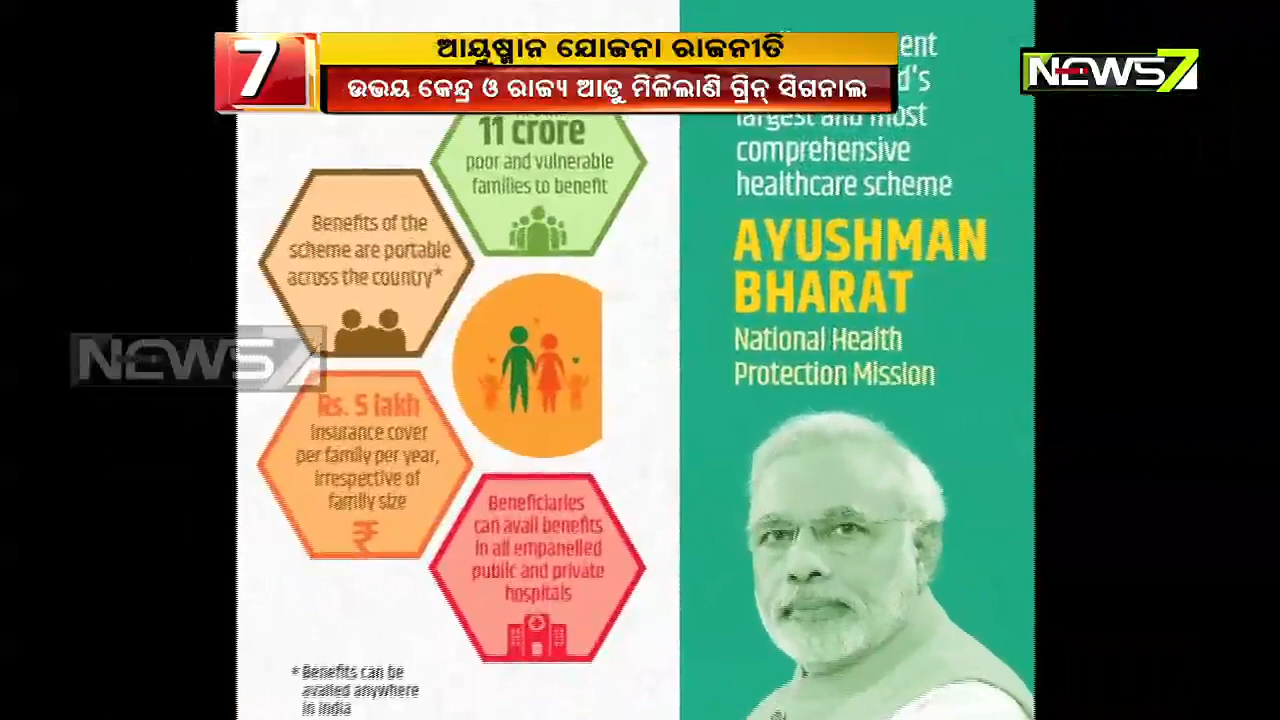 7
ଆୟୁଷ୍ମାନ ଯୋଜନା ରାଜନୀତି
ଉଭୟ କେନ୍ଦ୍ର ଓ ରାଜ୍ୟ ଆଡୁ ମିଳିଲାଣି ଗ୍ରିନ୍ ସିଗନାଲ
NEWS7
11 crore
poor and vulnerable
families to benefit
Benefits of the
scheme are portable
across the country*
NEWS7
Rs. 5 lakh
insurance cover
per family per year,
irrespective of
family size
₹
Beneficiaries
can avail benefits
in all empanelled
public and private
hospitals
* Benefits can be
availed anywhere
in India
largest and most
comprehensive
healthcare scheme
AYUSHMAN
BHARAT
National Health
Protection Mission